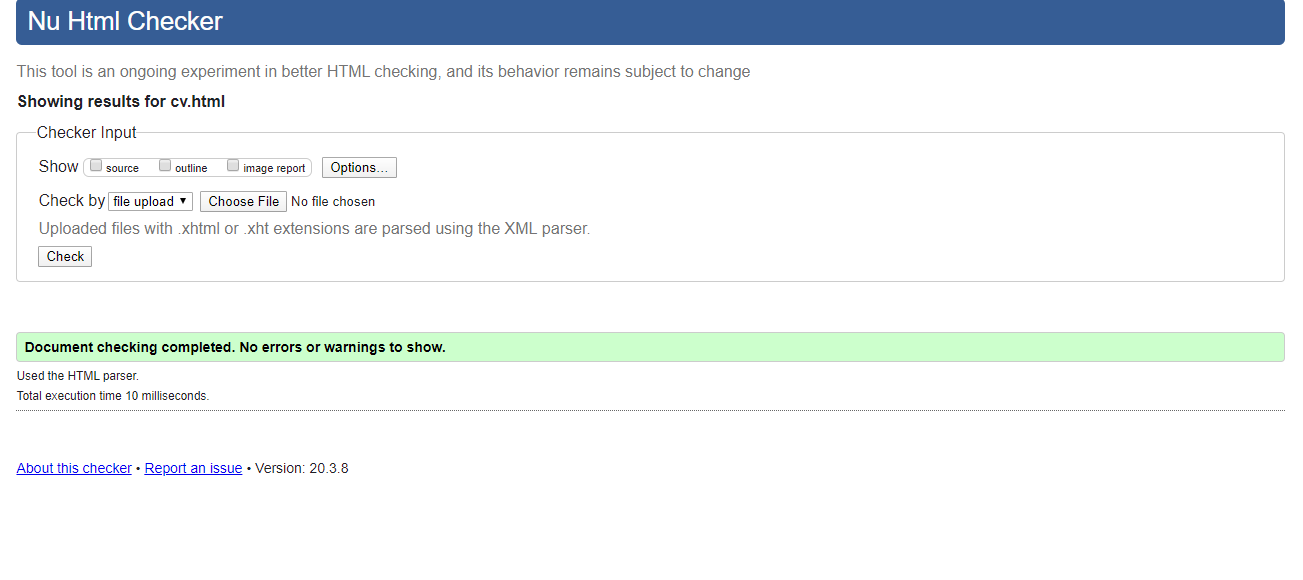 Nu Html Checker
This tool is an ongoing experiment in better HTML checking, and its behavior remains subject to change
Showing results for cv.html
Checker Input
Show source outline image report Options...
Check by file upload Choose File No file chosen
Uploaded files with .xhtml or .xht extensions are parsed using the XML parser.
Check
Document checking completed. No errors or warnings to show.
Used the HTML parser.
Total execution time 10 milliseconds.
About this checker • Report an issue • Version: 20.3.8